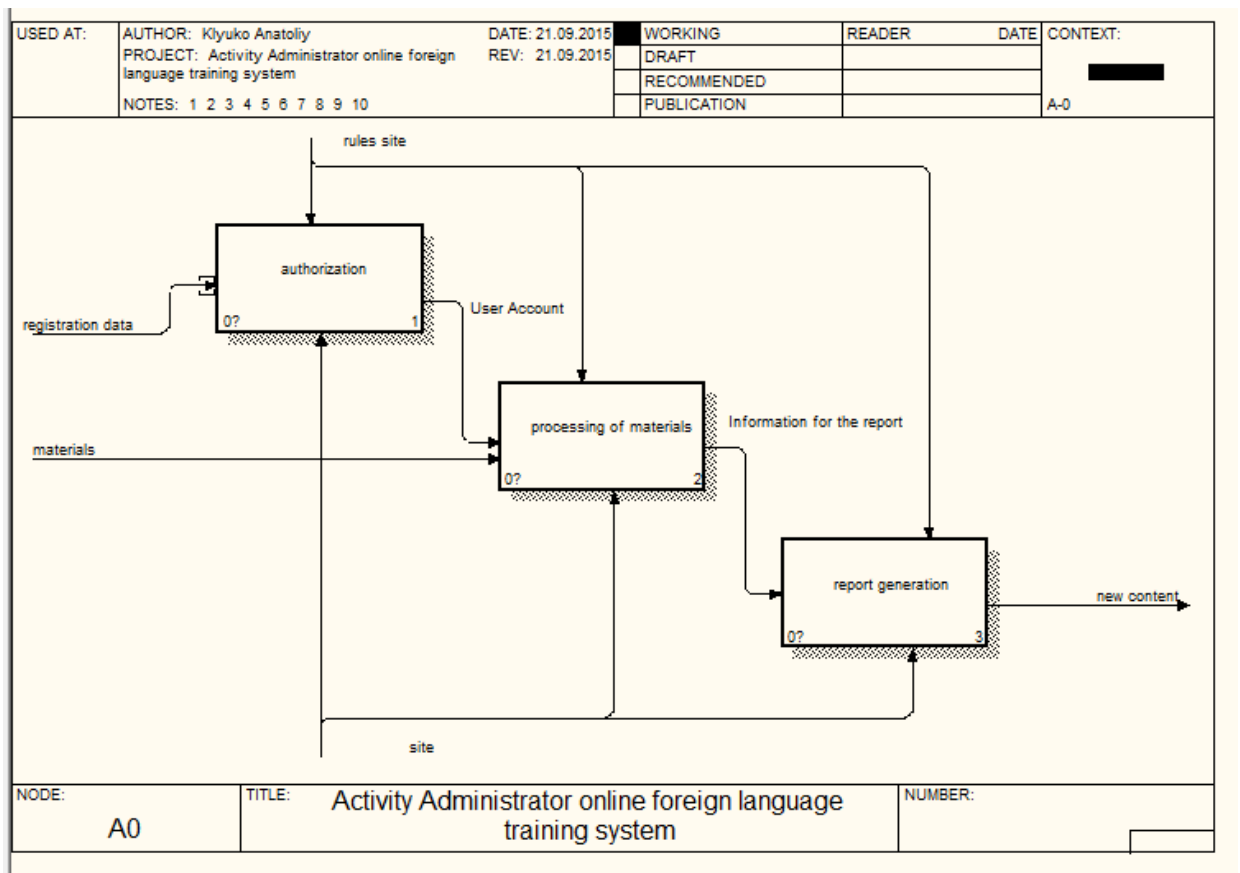 USED AT:
AUTHOR: Klyuko Anatoliy
DATE: 21.09.2015
PROJECT: Activity Administrator online foreign
language training system
REV: 21.09.2015
NOTES: 1 2 3 4 5 6 7 8 9 10
WORKING
DRAFT
RECOMMENDED
PUBLICATION
READER
DATE
CONTEXT:
A-0
rules site
authorization
0?
1
registration data
User Account
processing of materials
0?
2
materials
Information for the report
report generation
0?
3
new content
site
NODE:
A0
TITLE:
Activity Administrator online foreign language
training system
NUMBER: